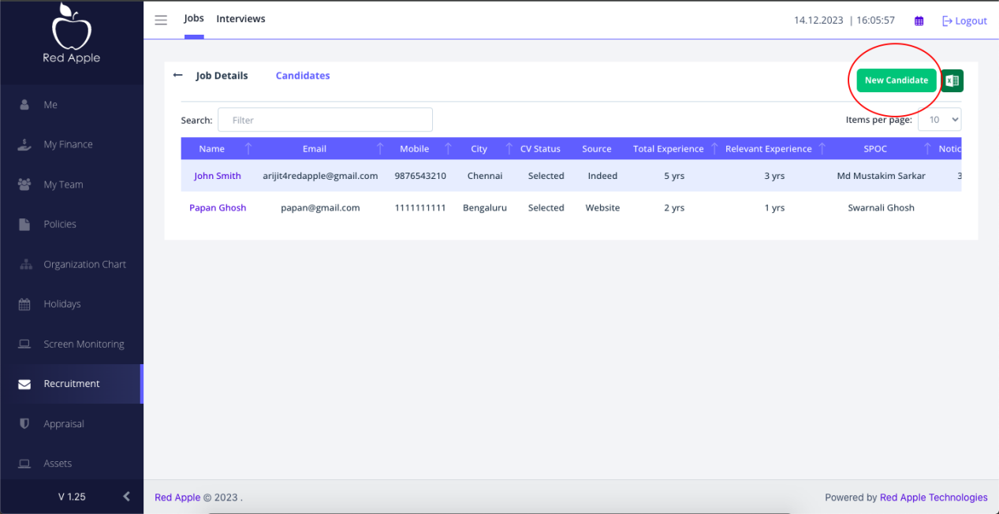 Red Apple
Jobs Interviews
14.12.2023 | 16:05:57 Logout
Me
My Finance
My Team
Policies
Organization Chart
Holidays
Screen Monitoring
Recruitment
Appraisal
Assets
V 1.25
Job Details Candidates
New Candidate
Search: Filter
Items per page: 10
Name Email Mobile City CV Status Source Total Experience Relevant Experience SPOC Notic
John Smith arijit4redapple@gmail.com 9876543210 Chennai Selected Indeed 5 yrs 3 yrs Md Mustakim Sarkar 3
Papan Ghosh papan@gmail.com 1111111111 Bengaluru Selected Website 2 yrs 1 yrs Swarnali Ghosh
Red Apple © 2023 .
Powered by Red Apple Technologies